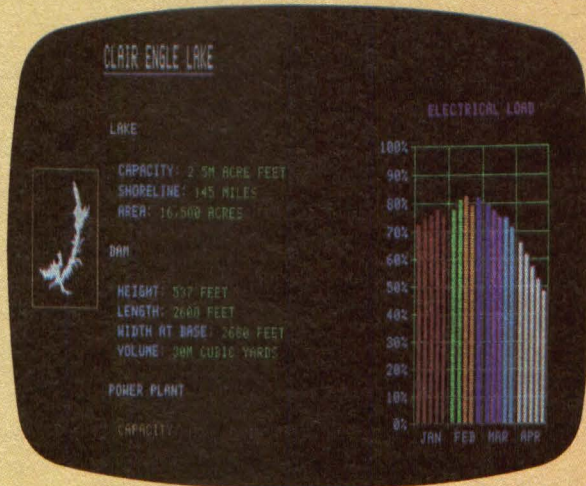 CLAIR ENGLE LAKE
LAKE
CAPACITY: 2.5M ACRE FEET
SHORELINE: 145 MILES
AREA: 16,500 ACRES
DAM
HEIGHT: 537 FEET
LENGTH: 2600 FEET
WIDTH AT BASE: 2600 FEET
VOLUME: 30M CUBIC YARDS
POWER PLANT
CAPACITY
ELECTRICAL LOAD
100%
90%
80%
70%
60%
50%
40%
30%
20%
10%
0%
JAN FEB MAR APR